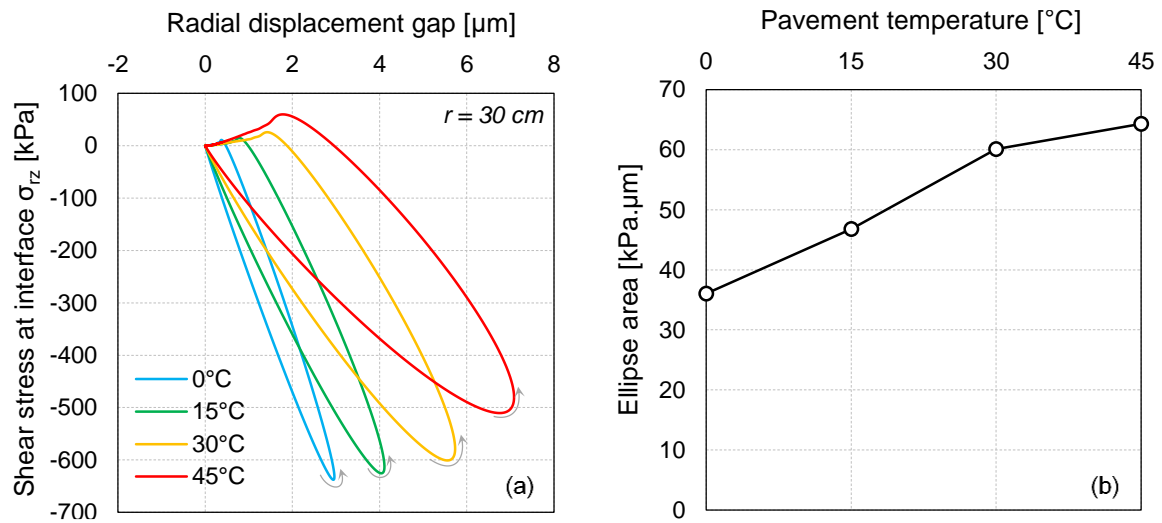 Radial displacement gap [µm]
-2 0 2 4 6 8
Shear stress at interface σrz [kPa]
100
0
-100
-200
-300
-400
-500
-600
-700
r = 30 cm
0°C
15°C
30°C
45°C
(a)
Pavement temperature [°C]
0 15 30 45
Ellipse area [kPa.µm]
70
60
50
40
30
20
10
0
(b)